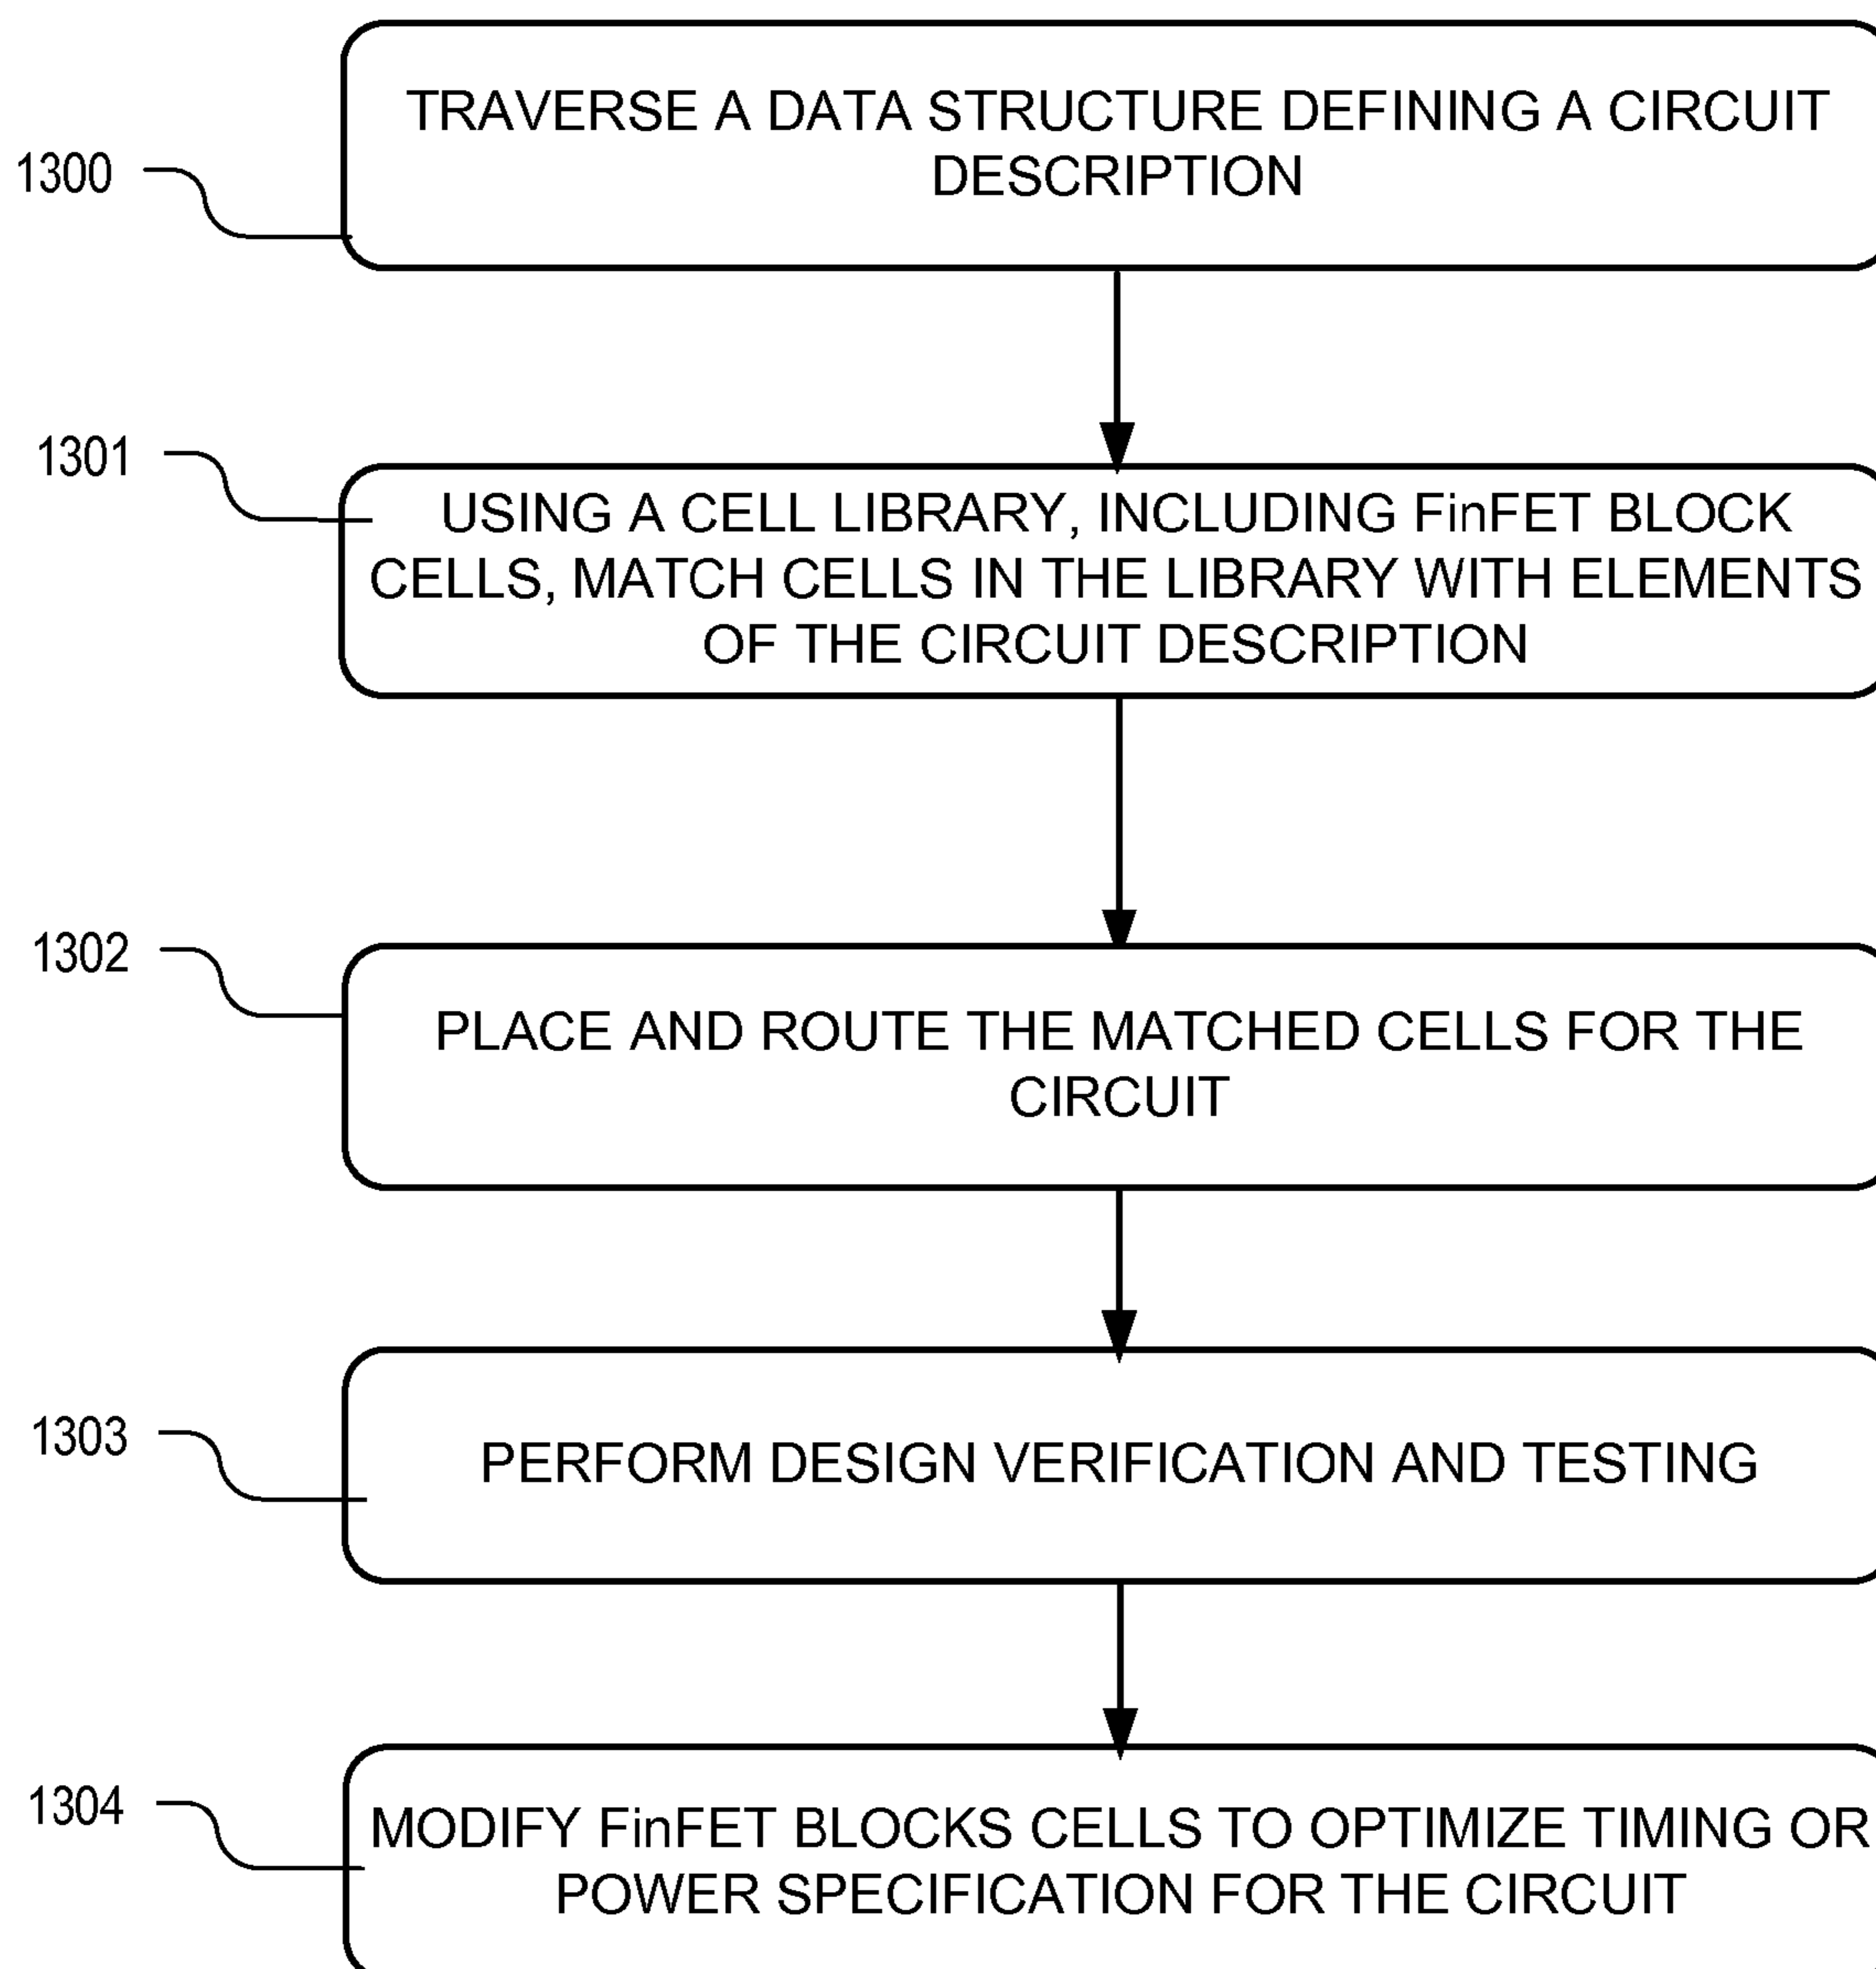 TRAVERSE A DATA STRUCTURE DEFINING A CIRCUIT
DESCRIPTION
1300
1301
USING A CELL LIBRARY, INCLUDING FinFET BLOCK
CELLS, MATCH CELLS IN THE LIBRARY WITH ELEMENTS
OF THE CIRCUIT DESCRIPTION
1302
PLACE AND ROUTE THE MATCHED CELLS FOR THE
CIRCUIT
1303
PERFORM DESIGN VERIFICATION AND TESTING
1304
MODIFY FinFET BLOCKS CELLS TO OPTIMIZE TIMING OR
POWER SPECIFICATION FOR THE CIRCUIT